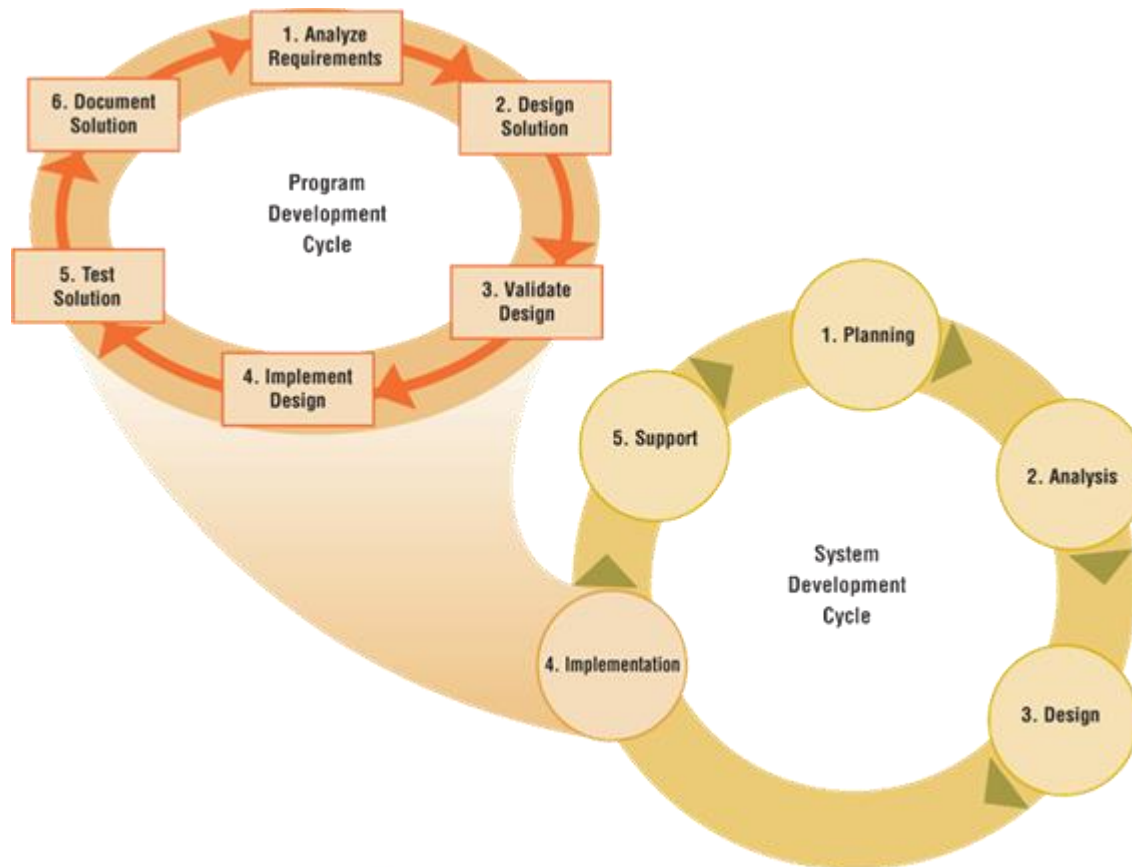 1. Analyze
Requirements
2. Design
Solution
3. Validate
Design
4. Implement
Design
5. Test
Solution
6. Document
Solution
Program
Development
Cycle
1. Planning
2. Analysis
3. Design
4. Implementation
5. Support
System
Development
Cycle